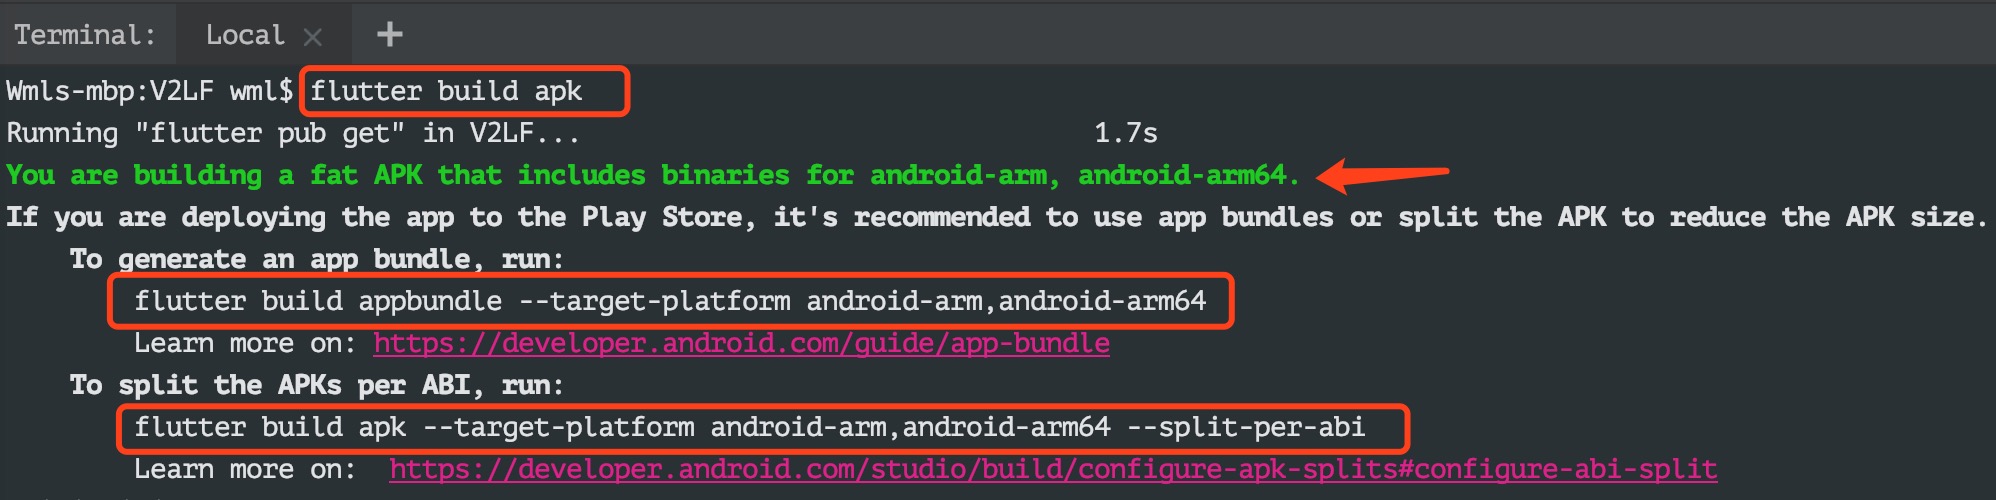 Terminal: Local × +
Wmls-mbp:V2LF wml$ flutter build apk
Running "flutter pub get" in V2LF... 1.7s
You are building a fat APK that includes binaries for android-arm, android-arm64.
If you are deploying the app to the Play Store, it's recommended to use app bundles or split the APK to reduce the APK size.
To generate an app bundle, run:
flutter build appbundle --target-platform android-arm,android-arm64
Learn more on: https://developer.android.com/guide/app-bundle
To split the APKs per ABI, run:
flutter build apk --target-platform android-arm,android-arm64 --split-per-abi
Learn more on: https://developer.android.com/studio/build/configure-apk-splits#configure-abi-split